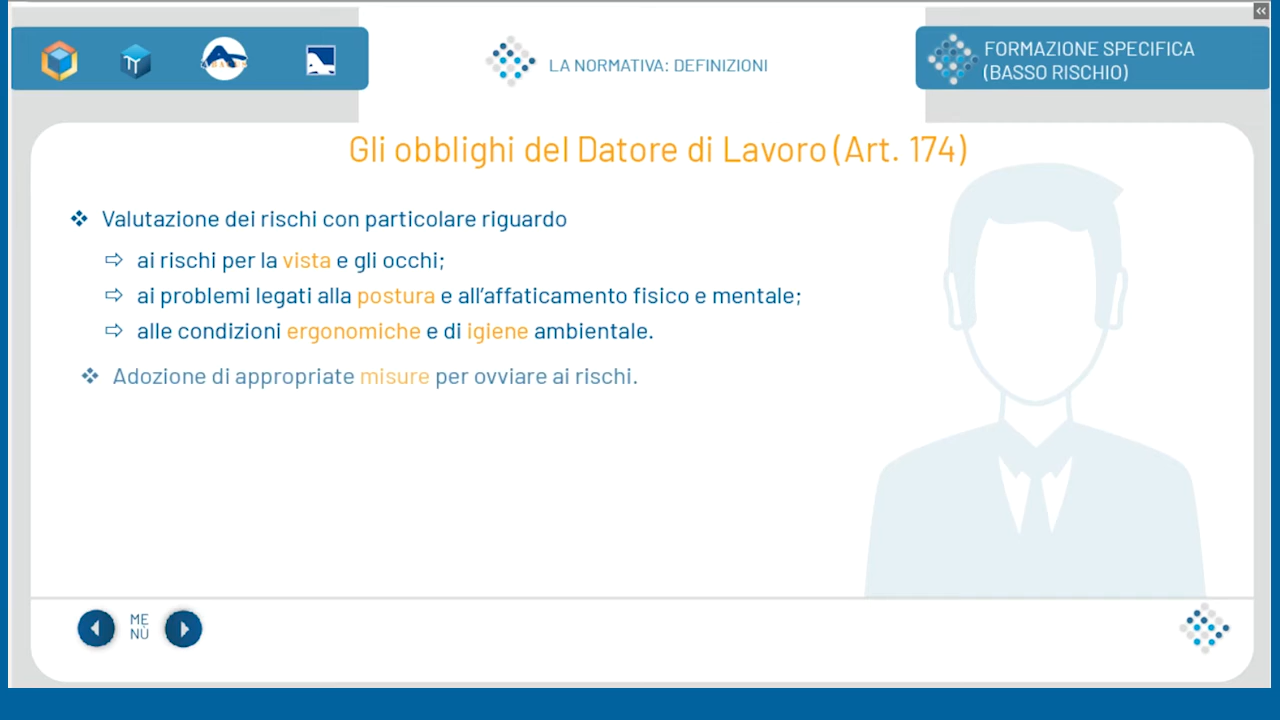 LA NORMATIVA: DEFINIZIONI
FORMAZIONE SPECIFICA
(BASSO RISCHIO)
Gli obblighi del Datore di Lavoro (Art. 174)
Valutazione dei rischi con particolare riguardo
ai rischi per la vista e gli occhi;
ai problemi legati alla postura e all'affaticamento fisico e mentale;
alle condizioni ergonomiche e di igiene ambientale.
Adozione di appropriate misure per ovviare ai rischi.
ME
NÙ